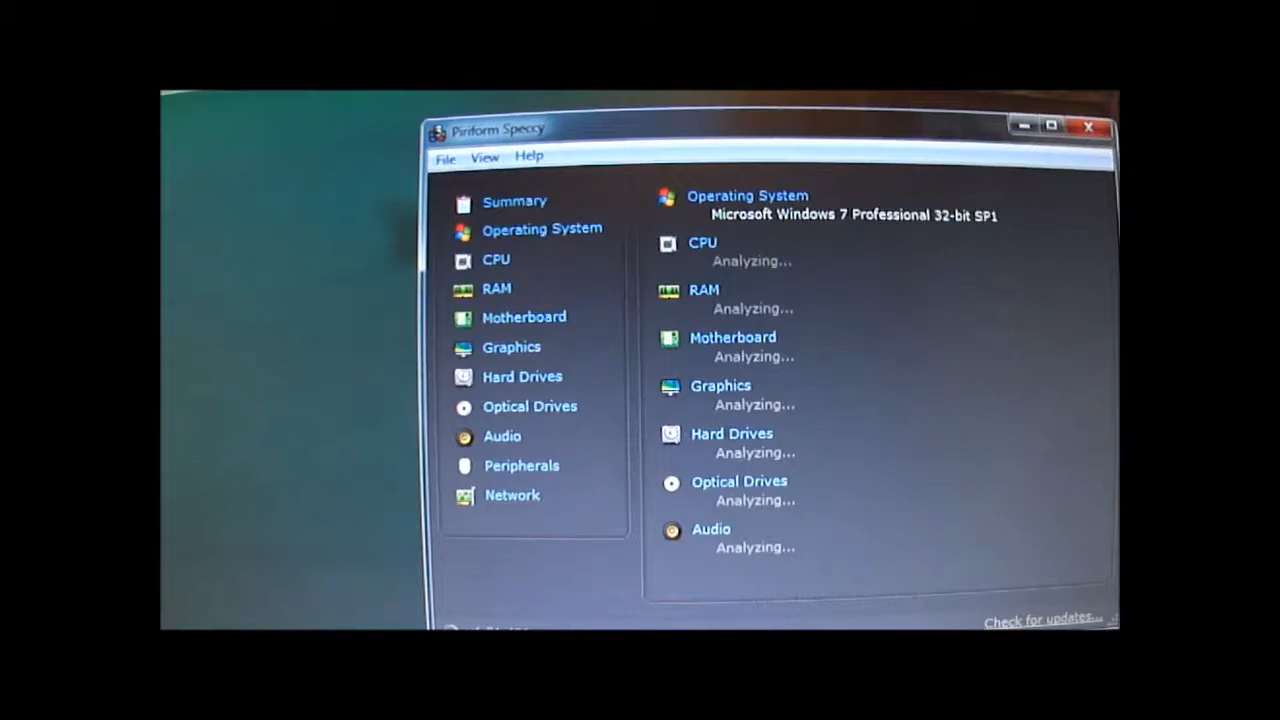 Piriform Speccy
File View Help
Summary
Operating System
CPU
RAM
Motherboard
Graphics
Hard Drives
Optical Drives
Audio
Peripherals
Network
Operating System
Microsoft Windows 7 Professional 32-bit SP1
CPU
Analyzing...
RAM
Analyzing...
Motherboard
Analyzing...
Graphics
Analyzing...
Hard Drives
Analyzing...
Optical Drives
Analyzing...
Audio
Analyzing...
Check for updates...